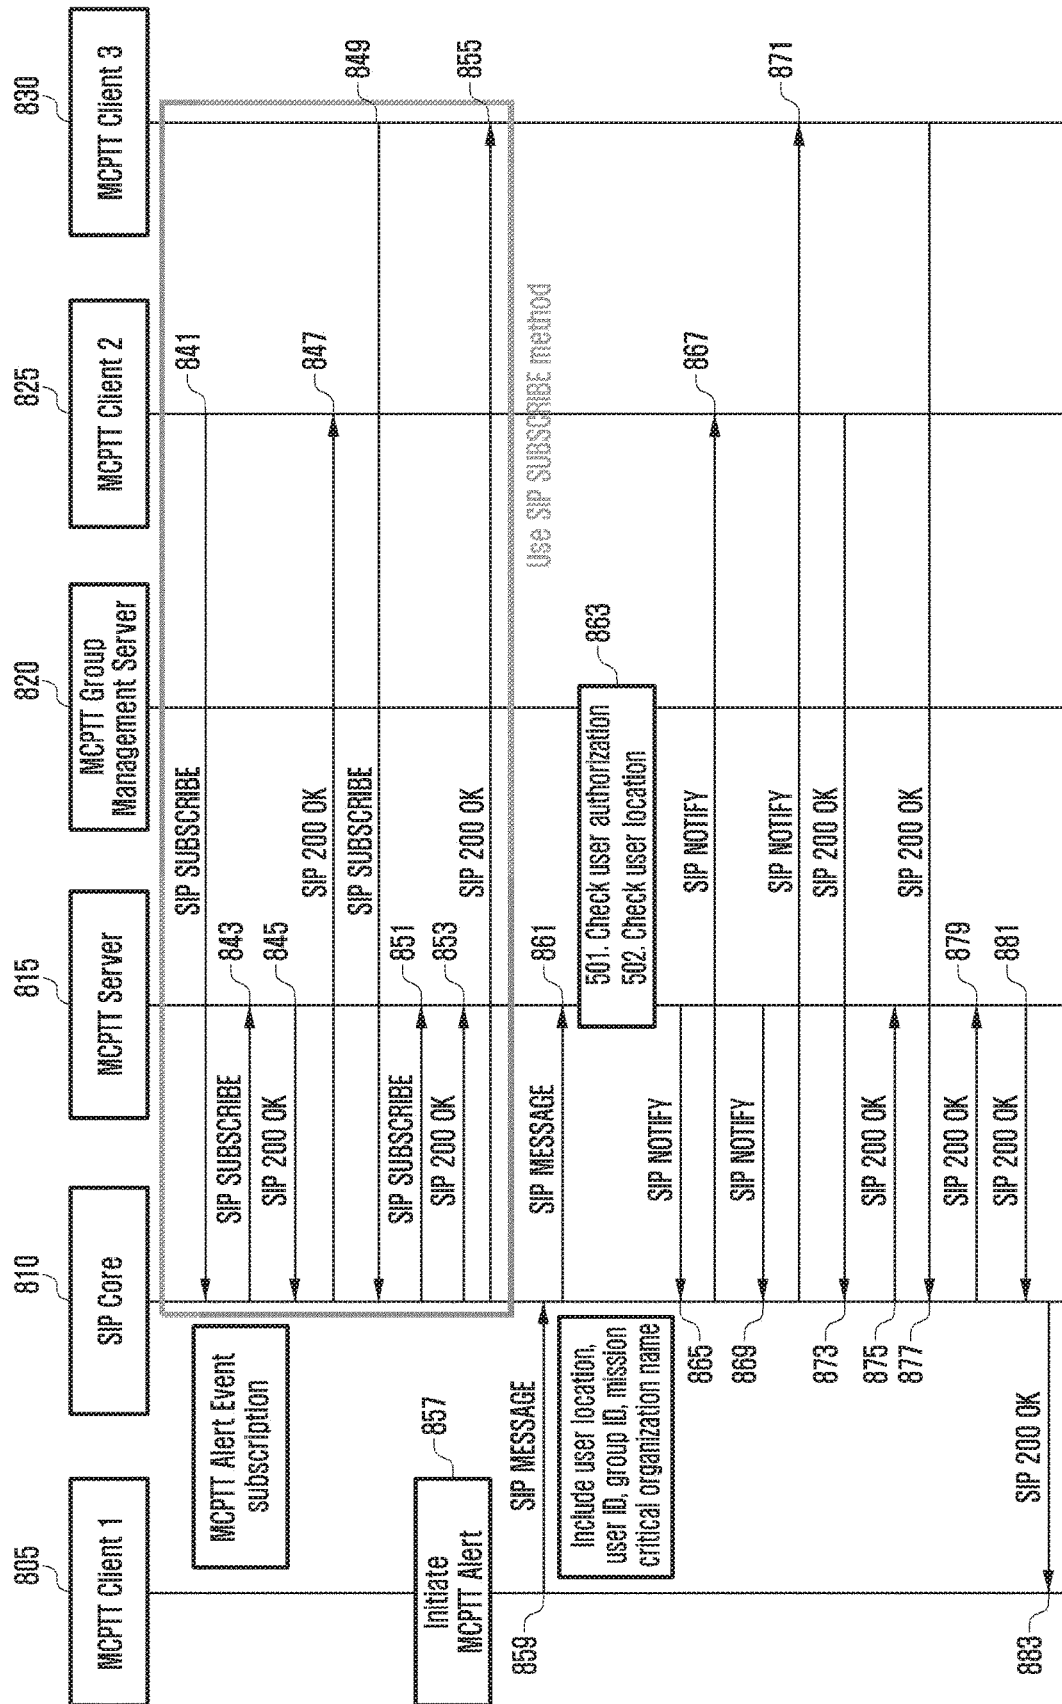 805
MCPTT Client 1
810
SIP Core
815
MCPTT Server
820
MCPTT Group
Management Server
825
MCPTT Client 2
830
MCPTT Client 3
MCPTT Alert Event
subscription
SIP SUBSCRIBE
841
SIP SUBSCRIBE
843
SIP 200 OK
845
SIP 200 OK
847
SIP SUBSCRIBE
849
SIP SUBSCRIBE
851
SIP 200 OK
853
SIP 200 OK
855
Use SIP SUBSCRIBE method
Initiate
MCPTT Alert
857
859
SIP MESSAGE
SIP MESSAGE
861
Include user location,
user ID, group ID, mission
critical organization name
501. Check user authorization
502. Check user location
863
865
SIP NOTIFY
SIP NOTIFY
867
869
SIP NOTIFY
SIP NOTIFY
871
873
SIP 200 OK
875
SIP 200 OK
877
SIP 200 OK
SIP 200 OK
879
SIP 200 OK
881
883
SIP 200 OK